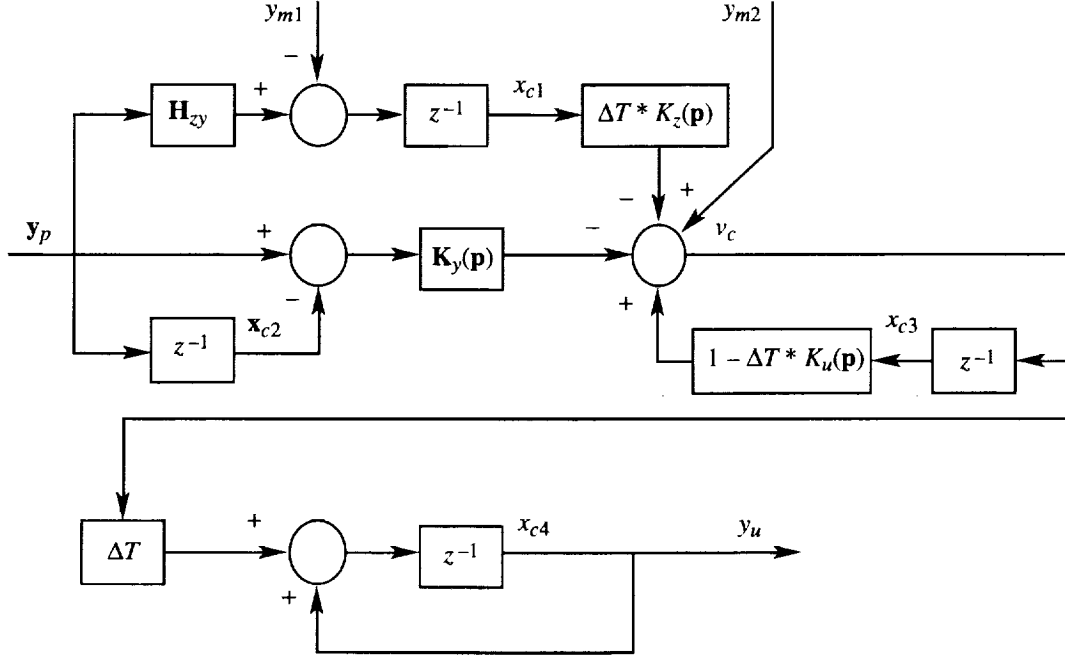 y_{m1} y_{m2}
− +
H_{zy} z^{-1} x_{c1} ΔT * K_z(p)
− +
y_p + K_y(p) − v_c
−
x_{c2} + x_{c3}
z^{-1} 1 − ΔT * K_u(p) z^{-1}
+ x_{c4} y_u
ΔT z^{-1}
+